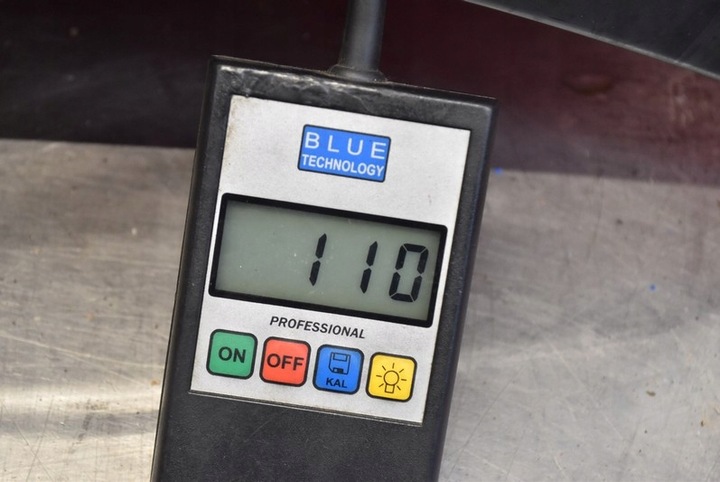 BLUE
TECHNOLOGY
110
PROFESSIONAL
ON OFF KAL